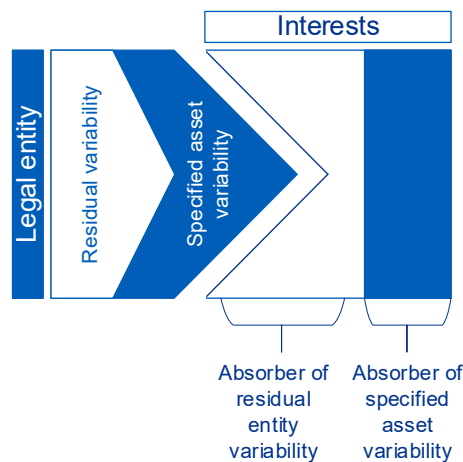 Interests
Legal entity
Residual variability
Specified asset
variability
Absorber of
residual
entity
variability
Absorber of
specified
asset
variability